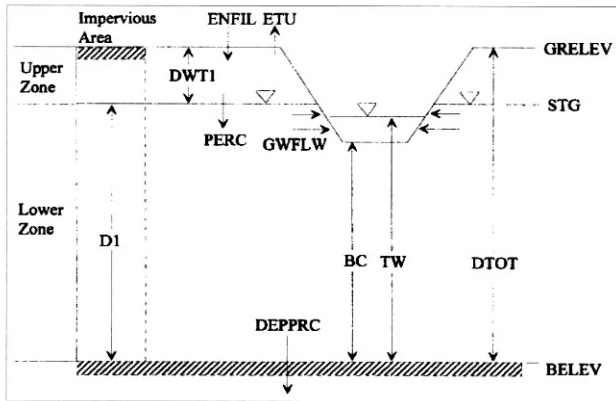 Impervious
Area
ENFIL ETU
GRELEV
Upper
Zone
DWT1
STG
PERC
GWFLW
Lower
Zone
D1
BC
TW
DTOT
DEPPRC
BELEV